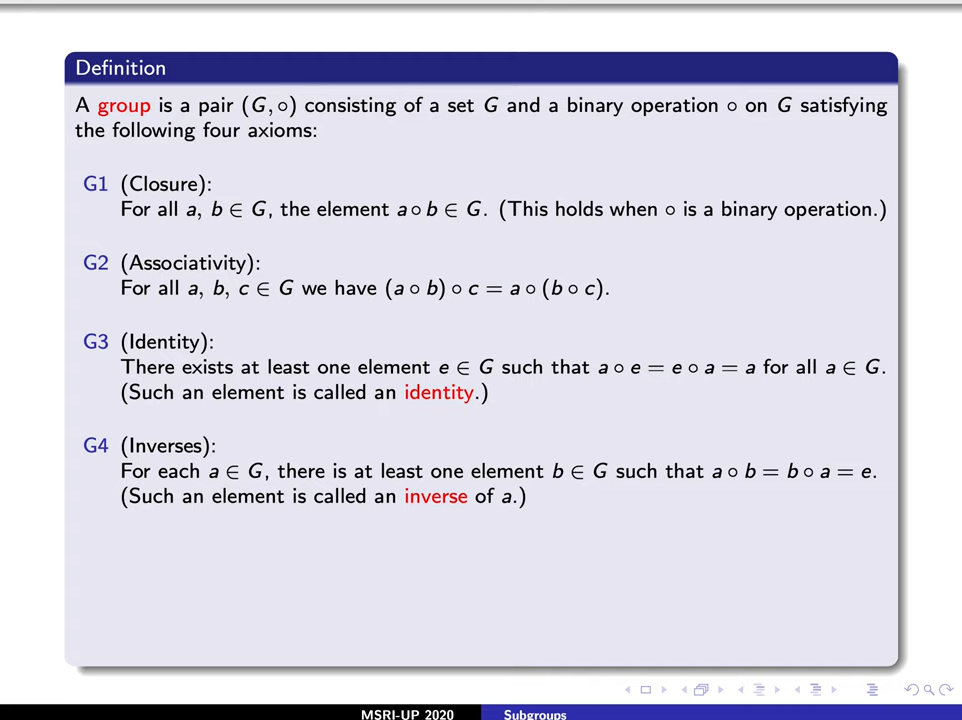 Definition
A group is a pair (G, ∘) consisting of a set G and a binary operation ∘ on G satisfying
the following four axioms:
G1 (Closure):
For all a, b ∈ G, the element a ∘ b ∈ G. (This holds when ∘ is a binary operation.)
G2 (Associativity):
For all a, b, c ∈ G we have (a ∘ b) ∘ c = a ∘ (b ∘ c).
G3 (Identity):
There exists at least one element e ∈ G such that a ∘ e = e ∘ a = a for all a ∈ G.
(Such an element is called an identity.)
G4 (Inverses):
For each a ∈ G, there is at least one element b ∈ G such that a ∘ b = b ∘ a = e.
(Such an element is called an inverse of a.)
MSRI-UP 2020 Subgroups